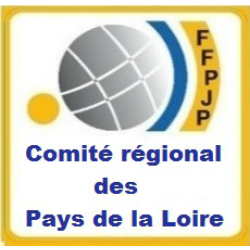 FFPJP
Comité régional
des
Pays de la Loire